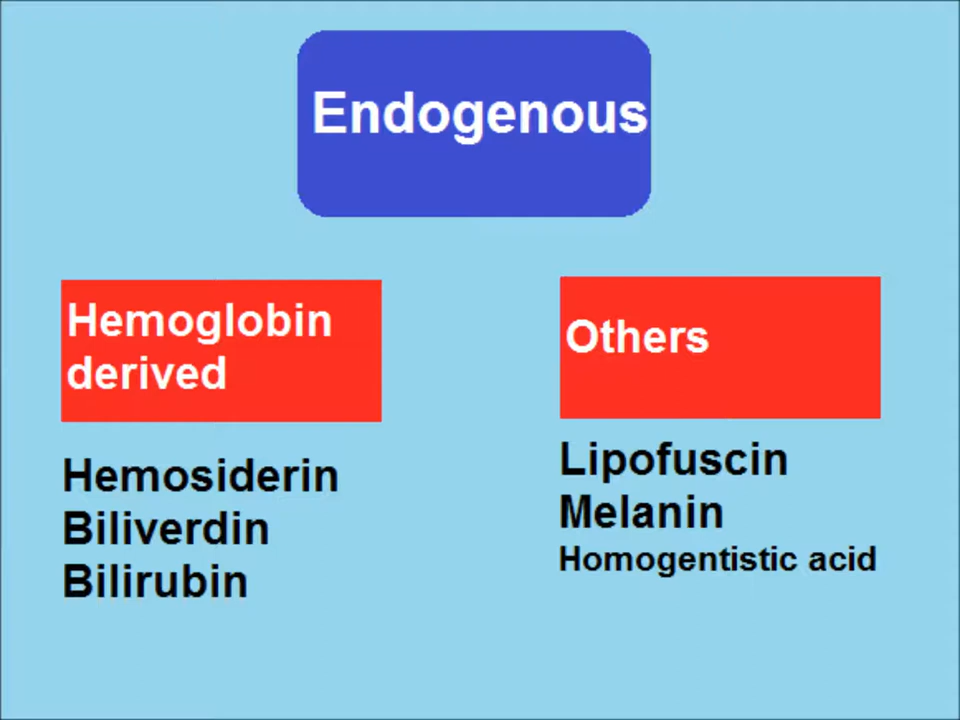 Endogenous
Hemoglobin
derived
Hemosiderin
Biliverdin
Bilirubin
Others
Lipofuscin
Melanin
Homogentistic acid